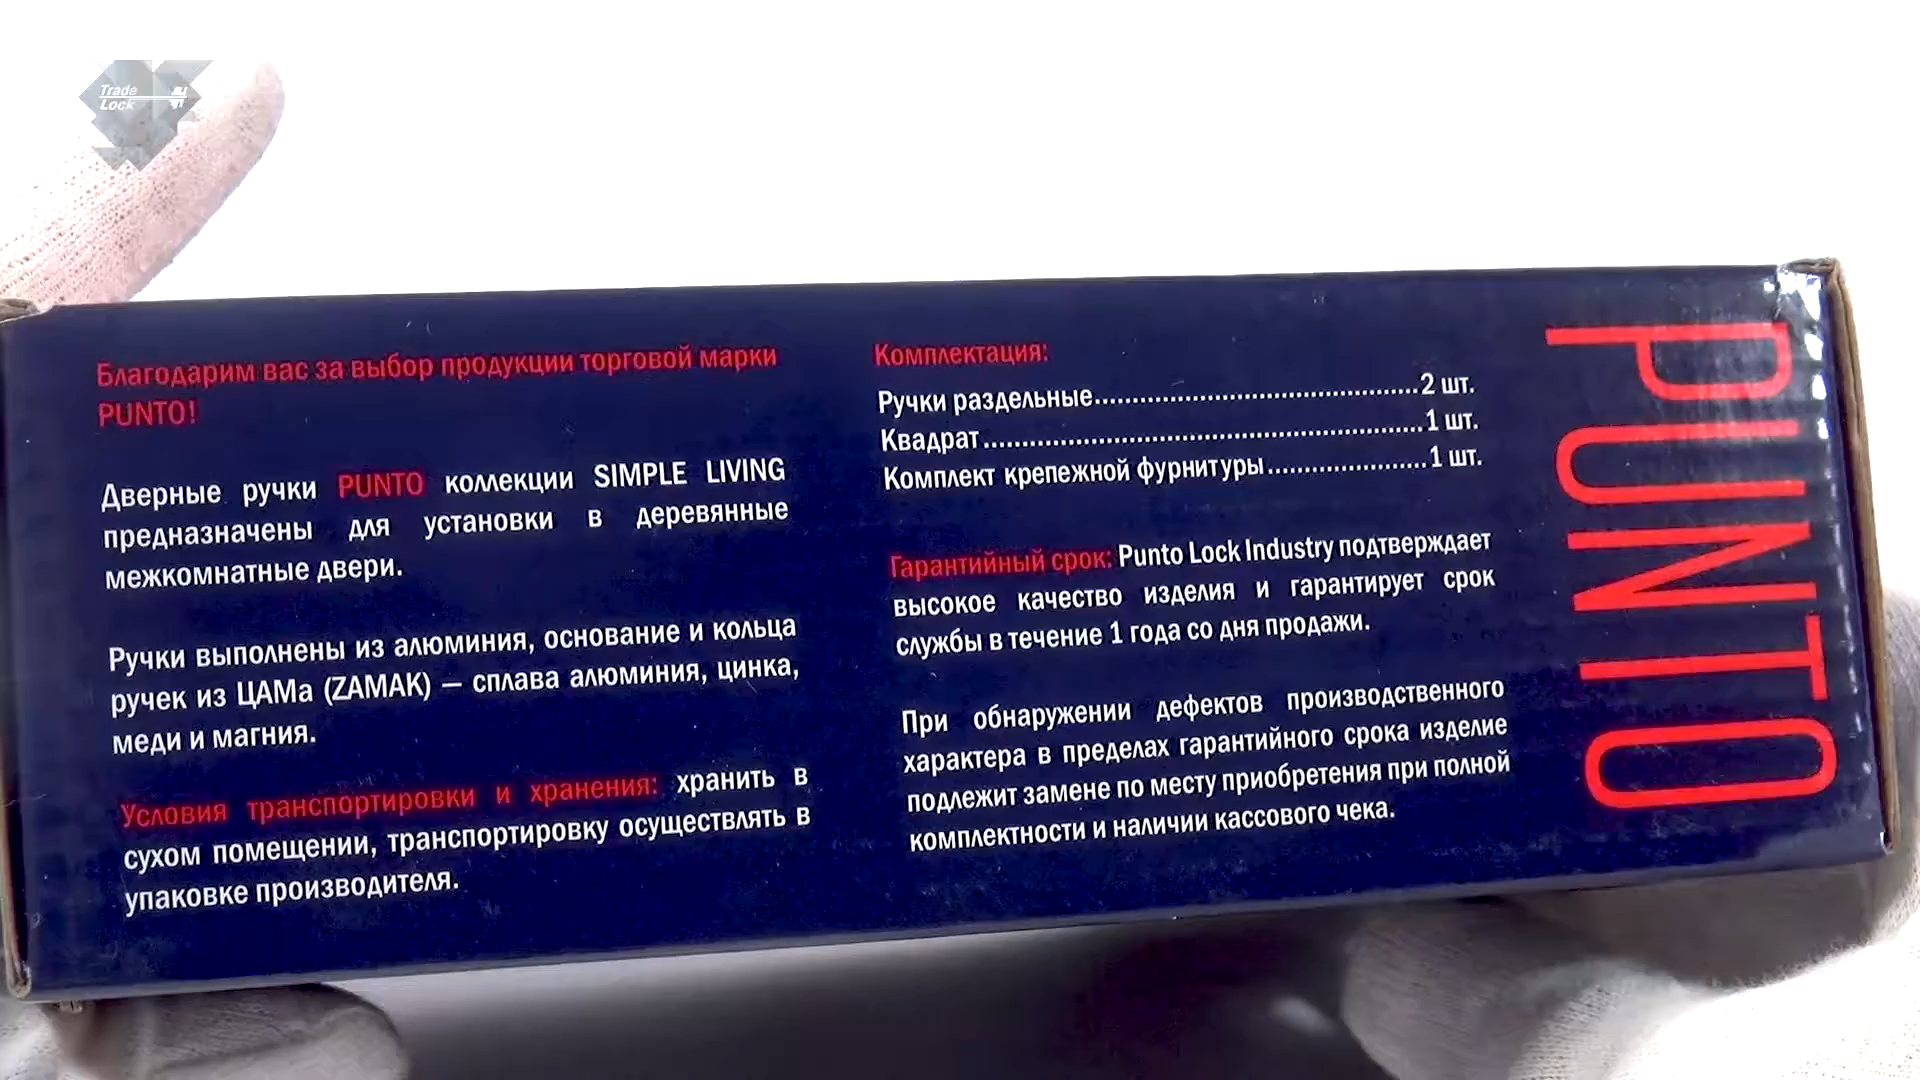 Trade
Lock
Благодарим вас за выбор продукции торговой марки
PUNTO!
Дверные ручки PUNTO коллекции SIMPLE LIVING
предназначены для установки в деревянные
межкомнатные двери.
Ручки выполнены из алюминия, основание и кольца
ручек из ЦАМа (ZAMAK) — сплава алюминия, цинка,
меди и магния.
Условия транспортировки и хранения: хранить в
сухом помещении, транспортировку осуществлять в
упаковке производителя.
Комплектация:
Ручки раздельные........................................2 шт.
Квадрат......................................................1 шт.
Комплект крепежной фурнитуры......................1 шт.
Гарантийный срок: Punto Lock Industry подтверждает
высокое качество изделия и гарантирует срок
службы в течение 1 года со дня продажи.
При обнаружении дефектов производственного
характера в пределах гарантийного срока изделие
подлежит замене по месту приобретения при полной
комплектности и наличии кассового чека.
PUNTO